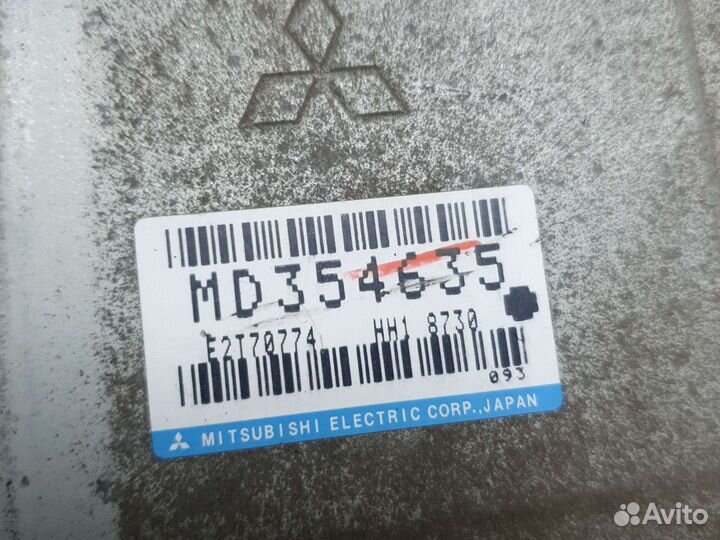 MD354635
E2T70774 HH1 8730
093
MITSUBISHI ELECTRIC CORP.,JAPAN
Avito